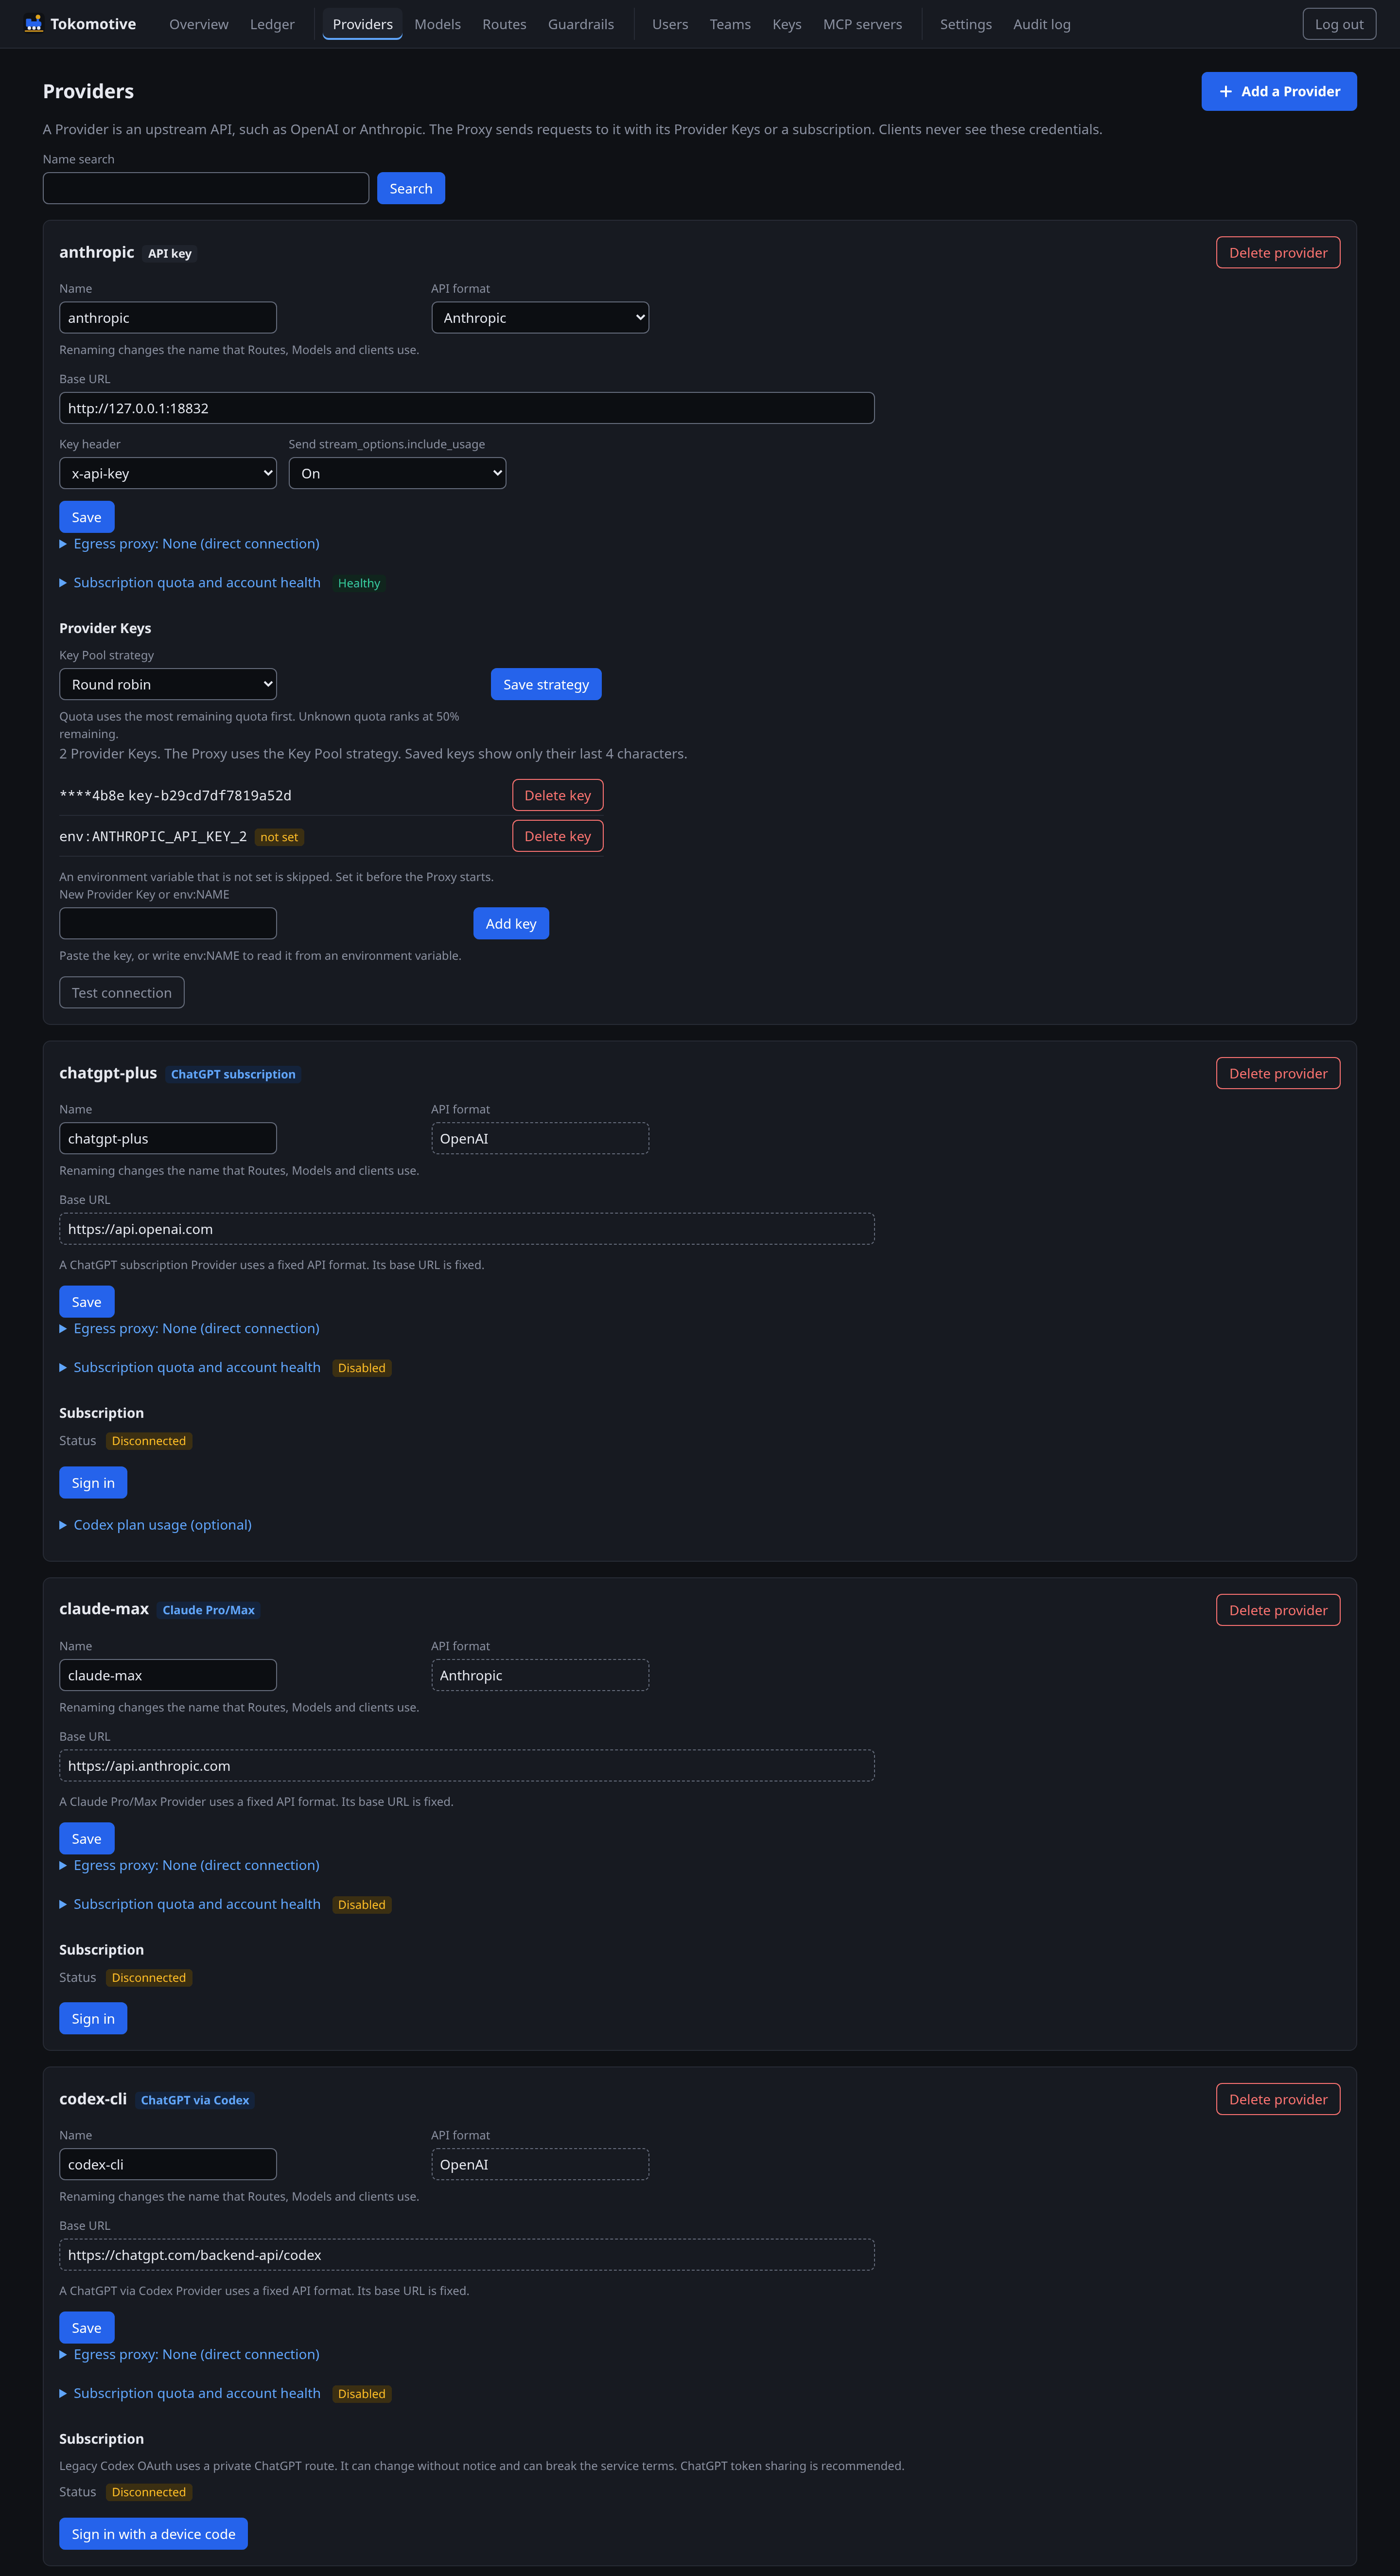 Tokomotive Overview Ledger Providers Models Routes Guardrails Users Teams Keys MCP servers Settings Audit log Log out
Providers
+ Add a Provider
A Provider is an upstream API, such as OpenAI or Anthropic. The Proxy sends requests to it with its Provider Keys or a subscription. Clients never see these credentials.
Name search
Search
anthropic API key Delete provider
Name API format
anthropic Anthropic
Renaming changes the name that Routes, Models and clients use.
Base URL
http://127.0.0.1:18832
Key header Send stream_options.include_usage
x-api-key On
Save
Egress proxy: None (direct connection)
Subscription quota and account health Healthy
Provider Keys
Key Pool strategy
Round robin Save strategy
Quota uses the most remaining quota first. Unknown quota ranks at 50%
remaining.
2 Provider Keys. The Proxy uses the Key Pool strategy. Saved keys show only their last 4 characters.
****4b8e key-b29cd7df7819a52d Delete key
env:ANTHROPIC_API_KEY_2 not set Delete key
An environment variable that is not set is skipped. Set it before the Proxy starts.
New Provider Key or env:NAME
Add key
Paste the key, or write env:NAME to read it from an environment variable.
Test connection
chatgpt-plus ChatGPT subscription Delete provider
Name API format
chatgpt-plus OpenAI
Renaming changes the name that Routes, Models and clients use.
Base URL
https://api.openai.com
A ChatGPT subscription Provider uses a fixed API format. Its base URL is fixed.
Save
Egress proxy: None (direct connection)
Subscription quota and account health Disabled
Subscription
Status Disconnected
Sign in
Codex plan usage (optional)
claude-max Claude Pro/Max Delete provider
Name API format
claude-max Anthropic
Renaming changes the name that Routes, Models and clients use.
Base URL
https://api.anthropic.com
A Claude Pro/Max Provider uses a fixed API format. Its base URL is fixed.
Save
Egress proxy: None (direct connection)
Subscription quota and account health Disabled
Subscription
Status Disconnected
Sign in
codex-cli ChatGPT via Codex Delete provider
Name API format
codex-cli OpenAI
Renaming changes the name that Routes, Models and clients use.
Base URL
https://chatgpt.com/backend-api/codex
A ChatGPT via Codex Provider uses a fixed API format. Its base URL is fixed.
Save
Egress proxy: None (direct connection)
Subscription quota and account health Disabled
Subscription
Legacy Codex OAuth uses a private ChatGPT route. It can change without notice and can break the service terms. ChatGPT token sharing is recommended.
Status Disconnected
Sign in with a device code